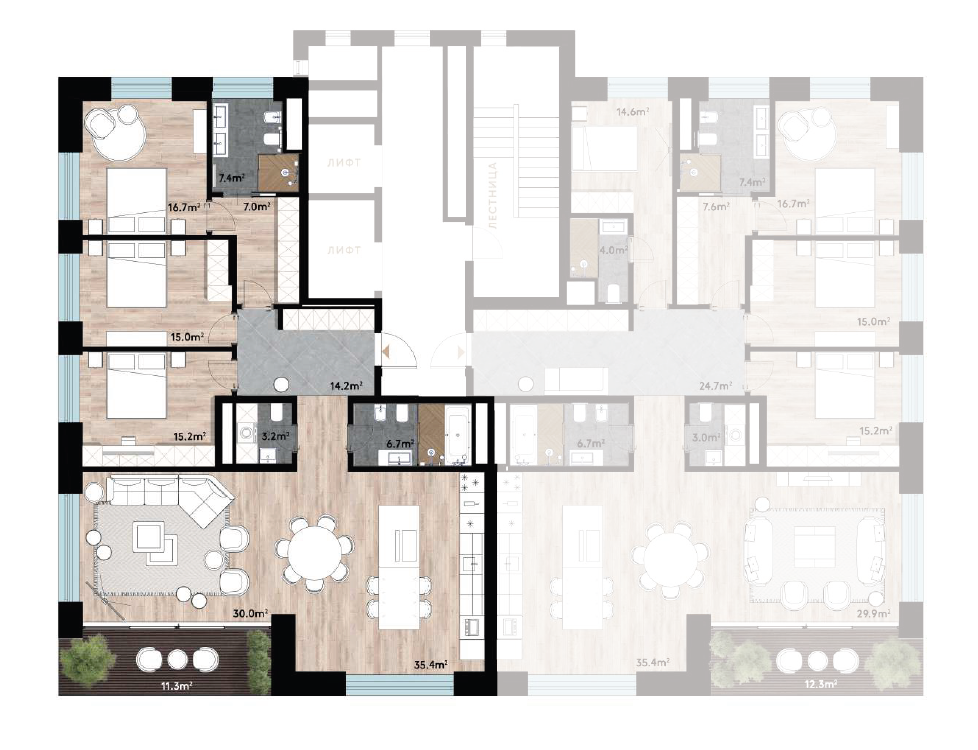 14.6m²
ЛИФТ
ЛЕСТНИЦА
7.4m²
7.4m²
16.7m²
7.0m²
7.6m²
16.7m²
ЛИФТ
4.0m²
15.0m²
15.0m²
14.2m²
24.7m²
15.2m²
3.2m²
6.7m²
6.7m²
3.0m²
15.2m²
30.0m²
29.9m²
35.4m²
35.4m²
11.3m²
12.3m²